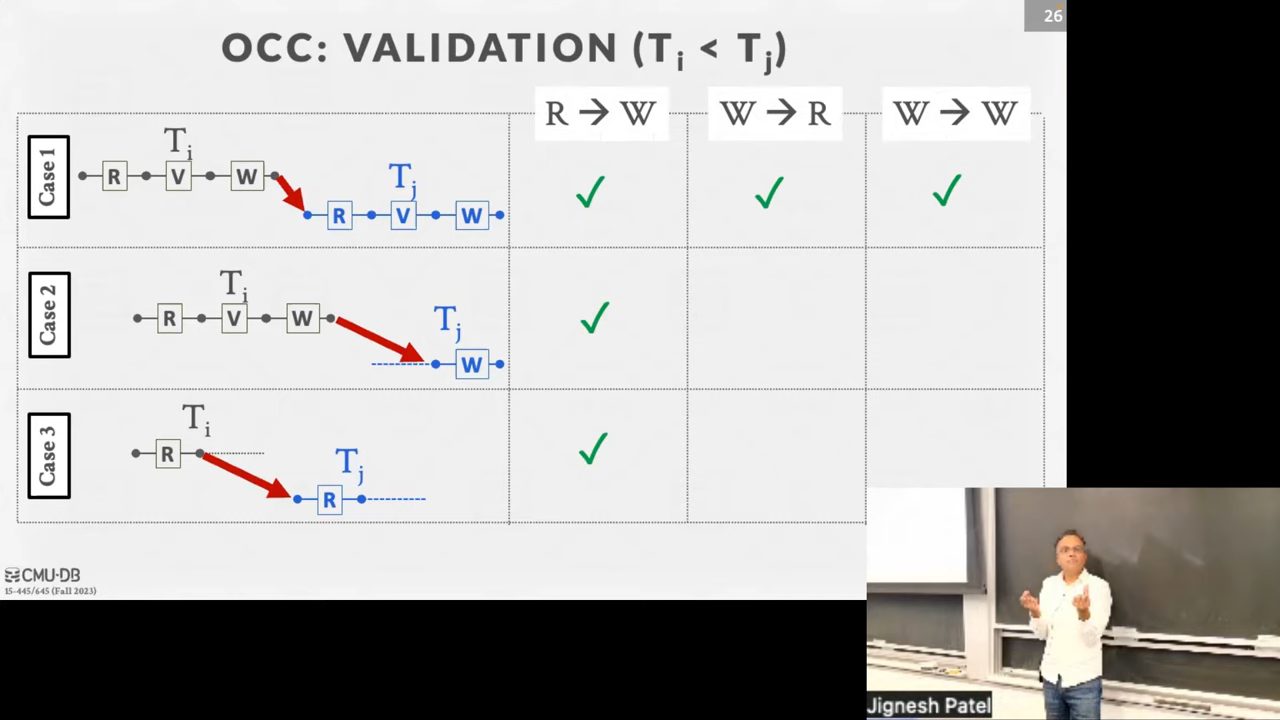 26
OCC: VALIDATION (Ti < Tj)
R → W W → R W → W
Case 1
Ti
R V W
Tj
R V W
✓ ✓ ✓
Case 2
Ti
R V W
Tj
W
✓
Case 3
Ti
R
Tj
R
✓
CMU·DB
15-445/645 (Fall 2023)
Jignesh Patel